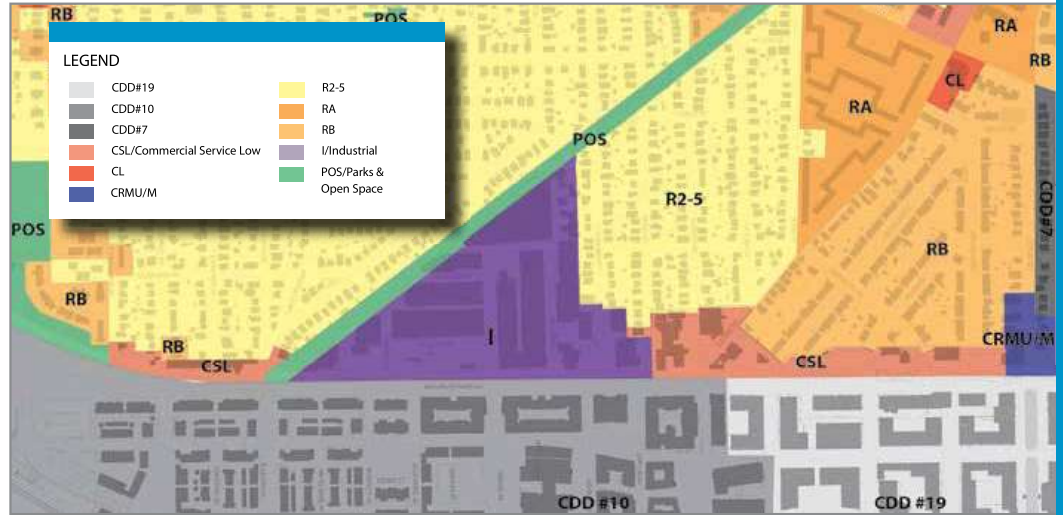 RB
POS
RA
RB
LEGEND
CDD#19
CDD#10
CDD#7
CSL/Commercial Service Low
CL
CRMU/M
R2-5
RA
RB
I/Industrial
POS/Parks &
Open Space
CL
RA
POS
CDD#7
R2-5
POS
RB
RB
I
CRMU/M
RB
CSL
CSL
CDD #10
CDD #19